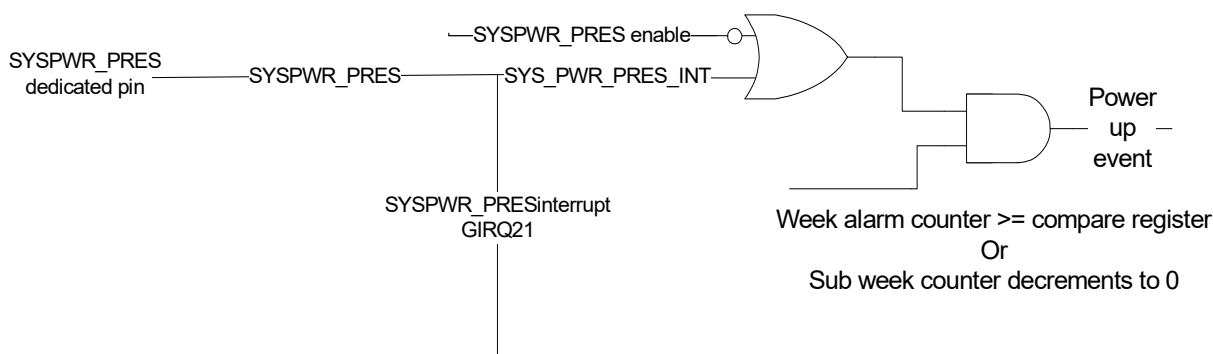 SYSPWR_PRES enable
SYSPWR_PRES
dedicated pin
SYSPWR_PRES
SYS_PWR_PRES_INT
Power
up
event
SYSPWR_PRESinterrupt
GIRQ21
Week alarm counter >= compare register
Or
Sub week counter decrements to 0